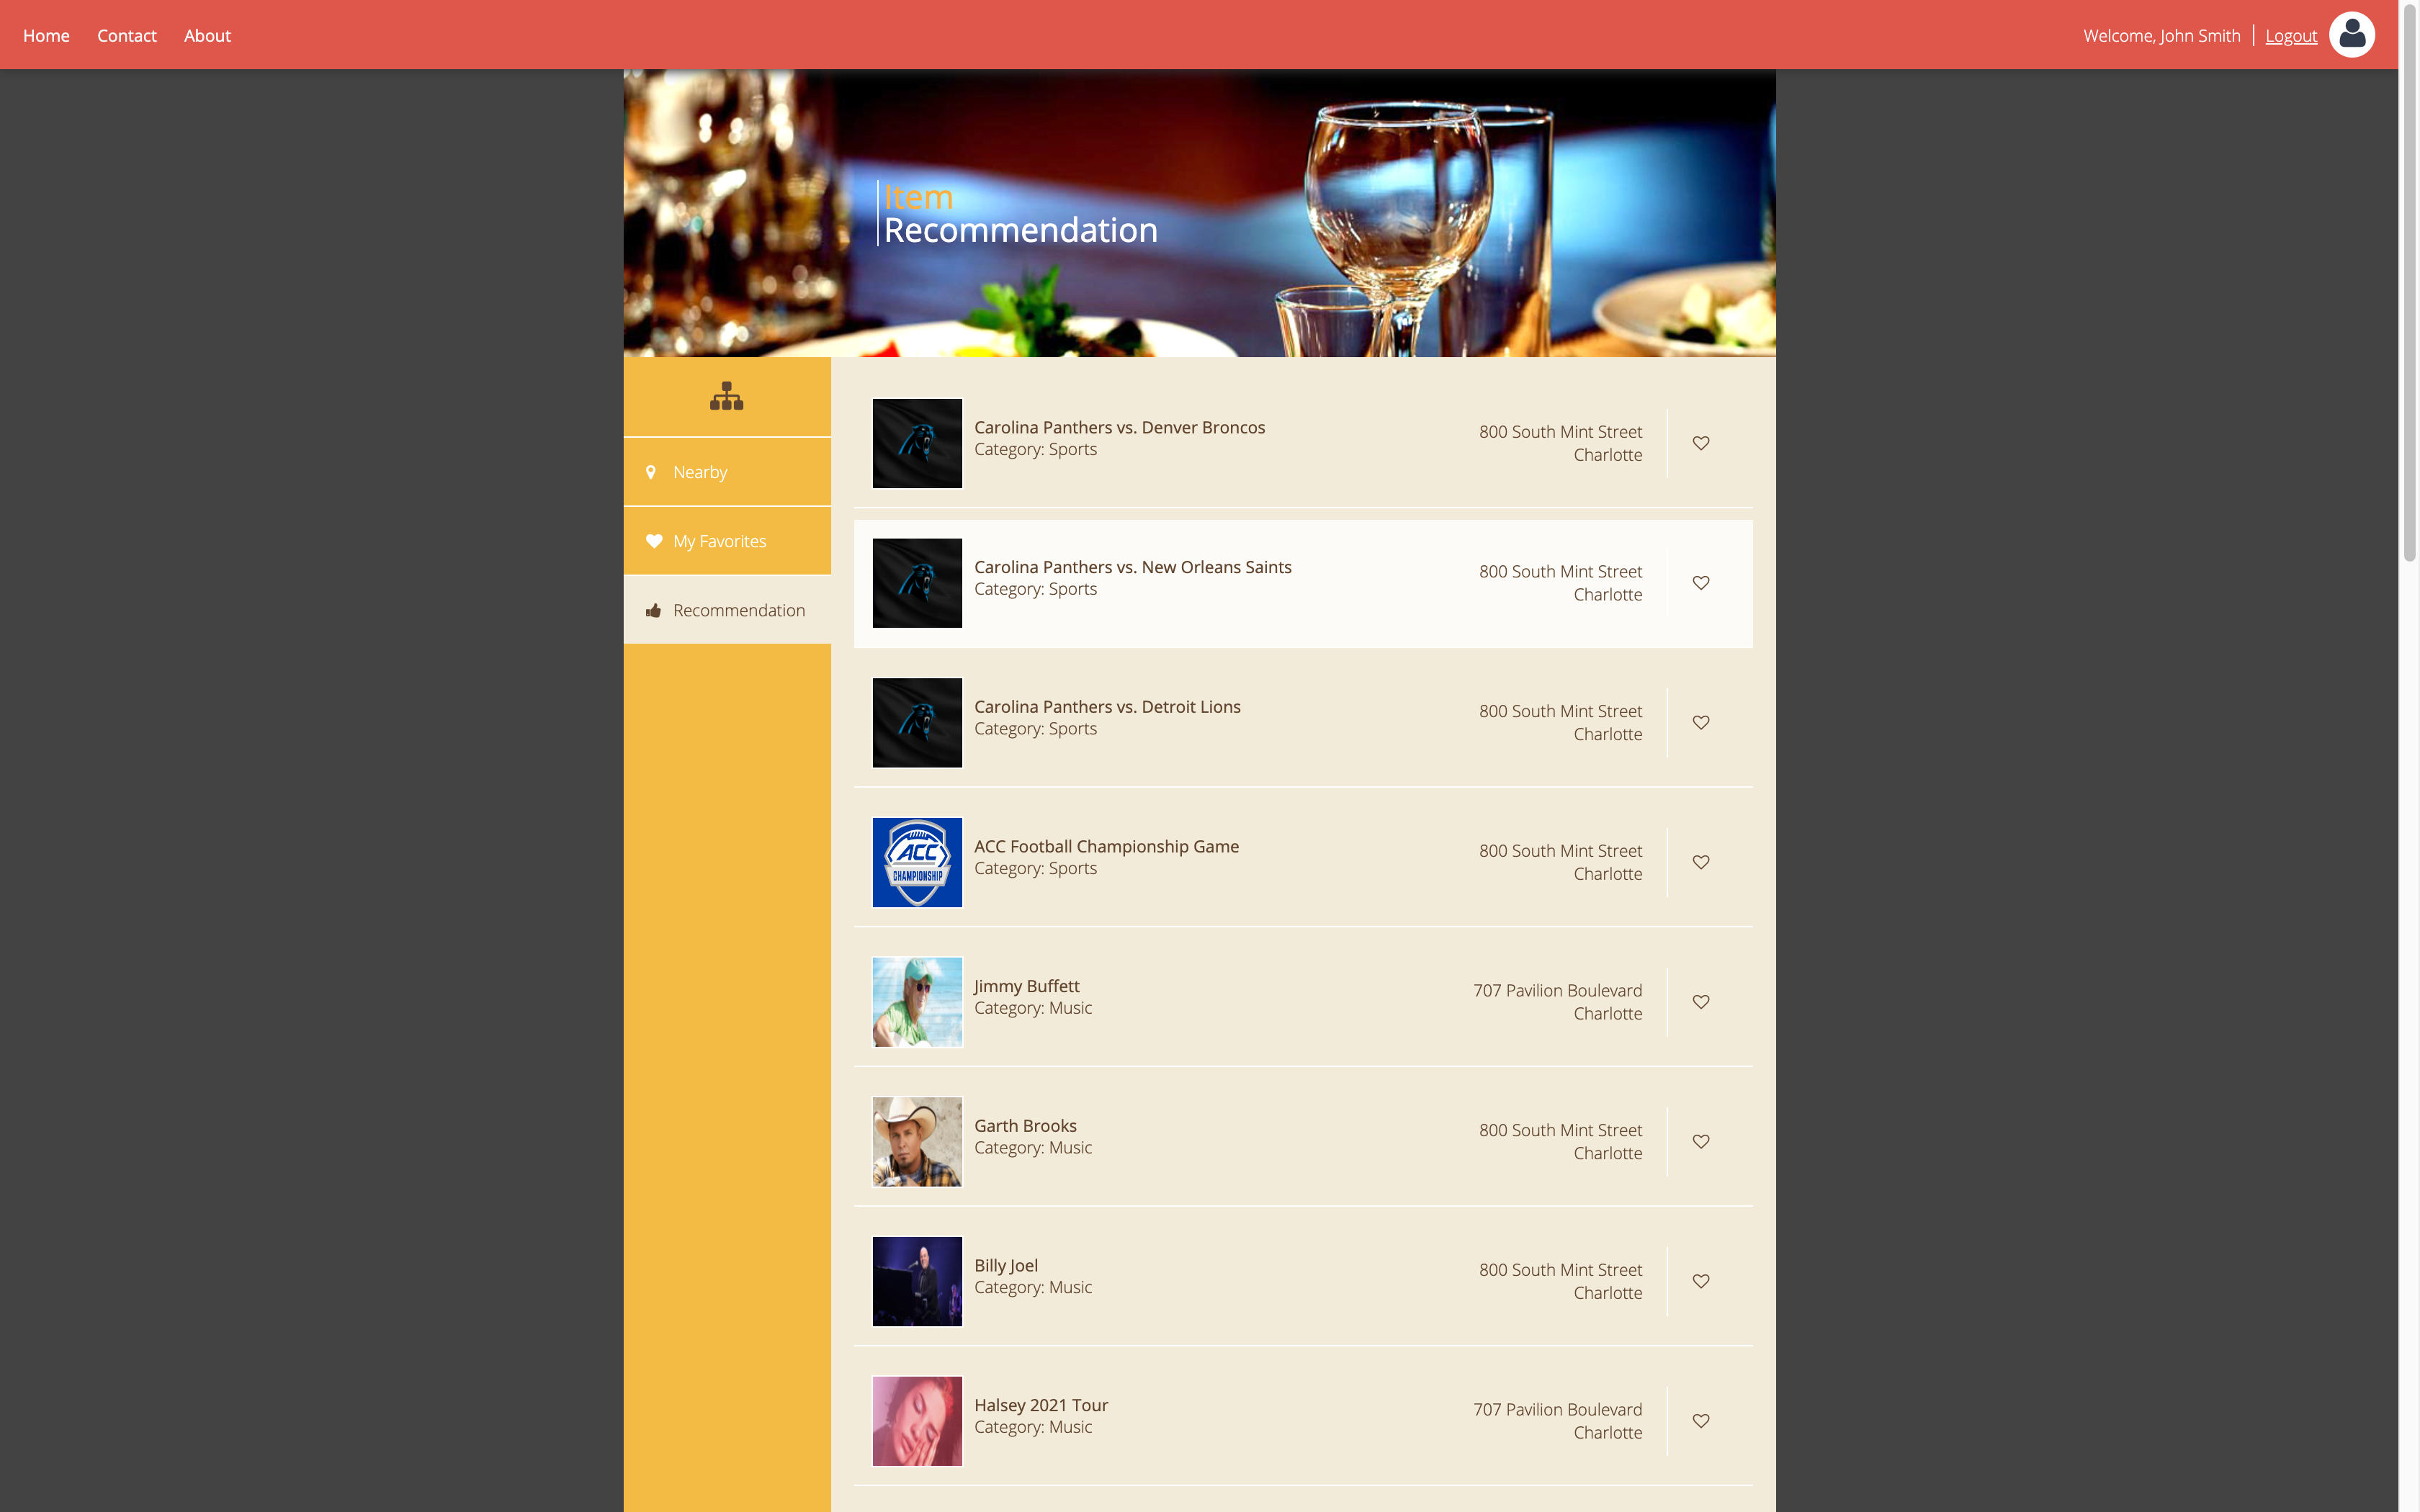 Home Contact About Welcome, John Smith Logout
Item
Recommendation
Nearby
My Favorites
Recommendation
Carolina Panthers vs. Denver Broncos
Category: Sports
800 South Mint Street
Charlotte
Carolina Panthers vs. New Orleans Saints
Category: Sports
800 South Mint Street
Charlotte
Carolina Panthers vs. Detroit Lions
Category: Sports
800 South Mint Street
Charlotte
ACC
CHAMPIONSHIP
ACC Football Championship Game
Category: Sports
800 South Mint Street
Charlotte
Jimmy Buffett
Category: Music
707 Pavilion Boulevard
Charlotte
Garth Brooks
Category: Music
800 South Mint Street
Charlotte
Billy Joel
Category: Music
800 South Mint Street
Charlotte
Halsey 2021 Tour
Category: Music
707 Pavilion Boulevard
Charlotte